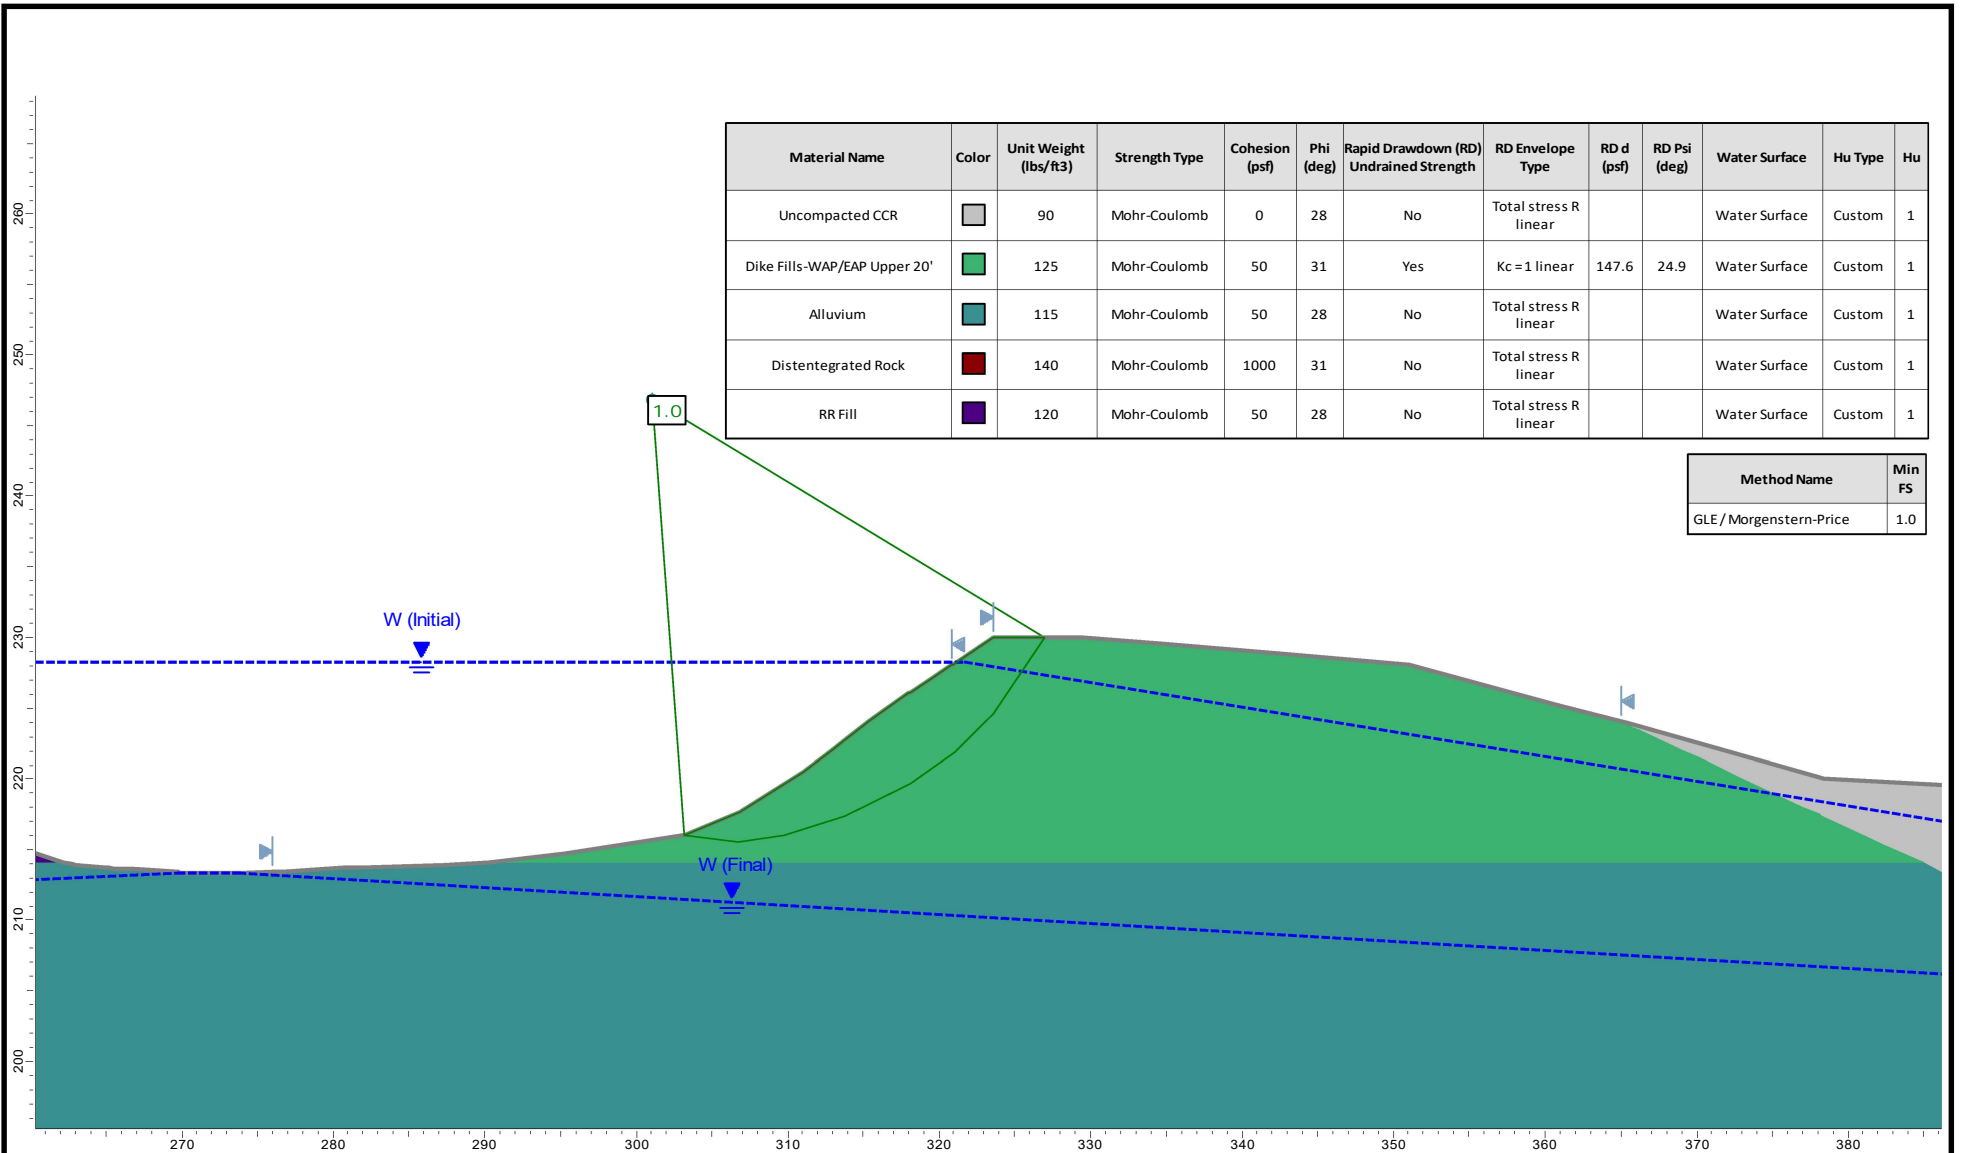 Material Name Color Unit Weight (lbs/ft3) Strength Type Cohesion (psf) Phi (deg) Rapid Drawdown (RD) Undrained Strength RD Envelope Type RD d (psf) RD Psi (deg) Water Surface Hu Type Hu
Uncompacted CCR 90 Mohr-Coulomb 0 28 No Total stress R linear Water Surface Custom 1
Dike Fills-WAP/EAP Upper 20' 125 Mohr-Coulomb 50 31 Yes Kc=1 linear 147.6 24.9 Water Surface Custom 1
Alluvium 115 Mohr-Coulomb 50 28 No Total stress R linear Water Surface Custom 1
Distentegrated Rock 140 Mohr-Coulomb 1000 31 No Total stress R linear Water Surface Custom 1
RR Fill 120 Mohr-Coulomb 50 28 No Total stress R linear Water Surface Custom 1
Method Name Min FS
GLE/Morgenstern-Price 1.0
1.0
W (Initial)
W (Final)
260
250
240
230
220
210
200
270 280 290 300 310 320 330 340 350 360 370 380